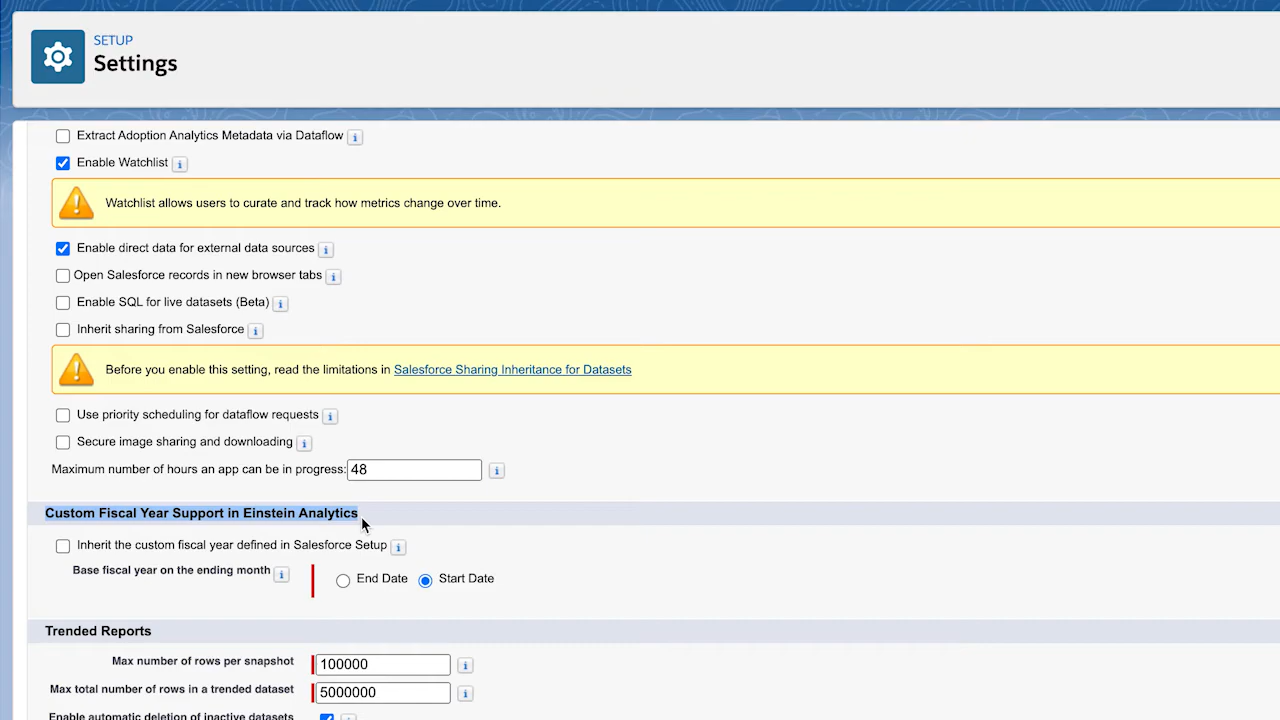 SETUP
Settings
Extract Adoption Analytics Metadata via Dataflow
Enable Watchlist
Watchlist allows users to curate and track how metrics change over time.
Enable direct data for external data sources
Open Salesforce records in new browser tabs
Enable SQL for live datasets (Beta)
Inherit sharing from Salesforce
Before you enable this setting, read the limitations in Salesforce Sharing Inheritance for Datasets
Use priority scheduling for dataflow requests
Secure image sharing and downloading
Maximum number of hours an app can be in progress: 48
Custom Fiscal Year Support in Einstein Analytics
Inherit the custom fiscal year defined in Salesforce Setup
Base fiscal year on the ending month End Date Start Date
Trended Reports
Max number of rows per snapshot 100000
Max total number of rows in a trended dataset 5000000
Enable automatic deletion of inactive datasets